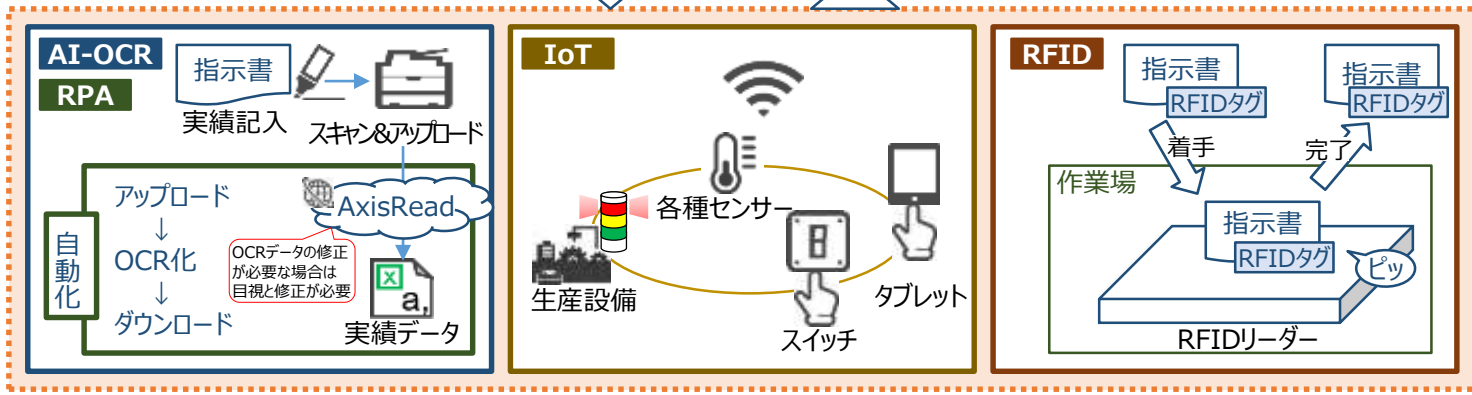 AI-OCR
RPA
指示書
実績記入
スキャン&アップロード
自動化
アップロード
↓
OCR化
↓
ダウンロード
AxisRead
OCRデータの修正
が必要な場合は
目視と修正が必要
X
a,
実績データ
IoT
各種センサー
生産設備
スイッチ
タブレット
RFID
指示書
RFIDタグ
指示書
RFIDタグ
着手
完了
作業場
指示書
RFIDタグ
ピッ
RFIDリーダー